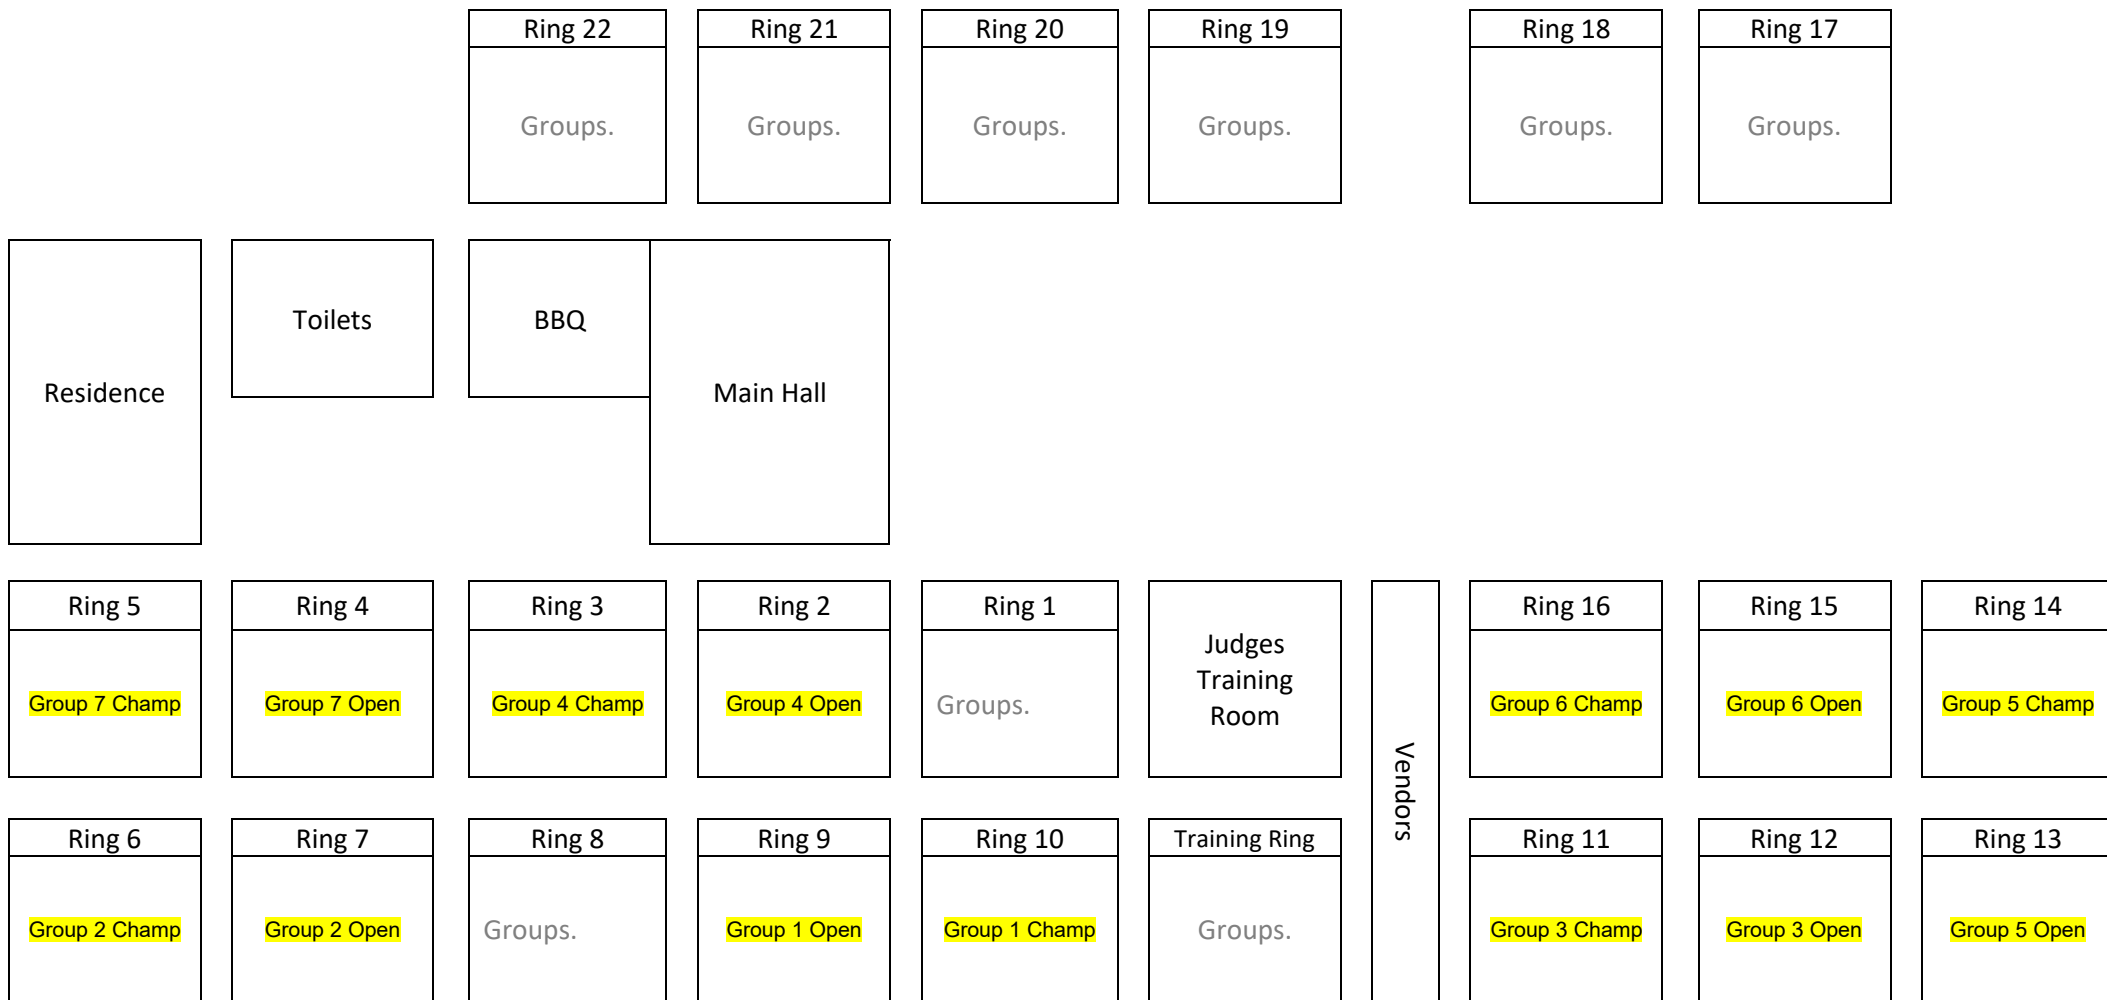 Ring 22
Ring 21
Ring 20
Ring 19
Ring 18
Ring 17
Groups.
Groups.
Groups.
Groups.
Groups.
Groups.
Residence
Toilets
BBQ
Main Hall
Ring 5
Ring 4
Ring 3
Ring 2
Ring 1
Judges
Training
Room
Vendors
Ring 16
Ring 15
Ring 14
Group 7 Champ
Group 7 Open
Group 4 Champ
Group 4 Open
Groups.
Group 6 Champ
Group 6 Open
Group 5 Champ
Ring 6
Ring 7
Ring 8
Ring 9
Ring 10
Training Ring
Ring 11
Ring 12
Ring 13
Group 2 Champ
Group 2 Open
Groups.
Group 1 Open
Group 1 Champ
Groups.
Group 3 Champ
Group 3 Open
Group 5 Open